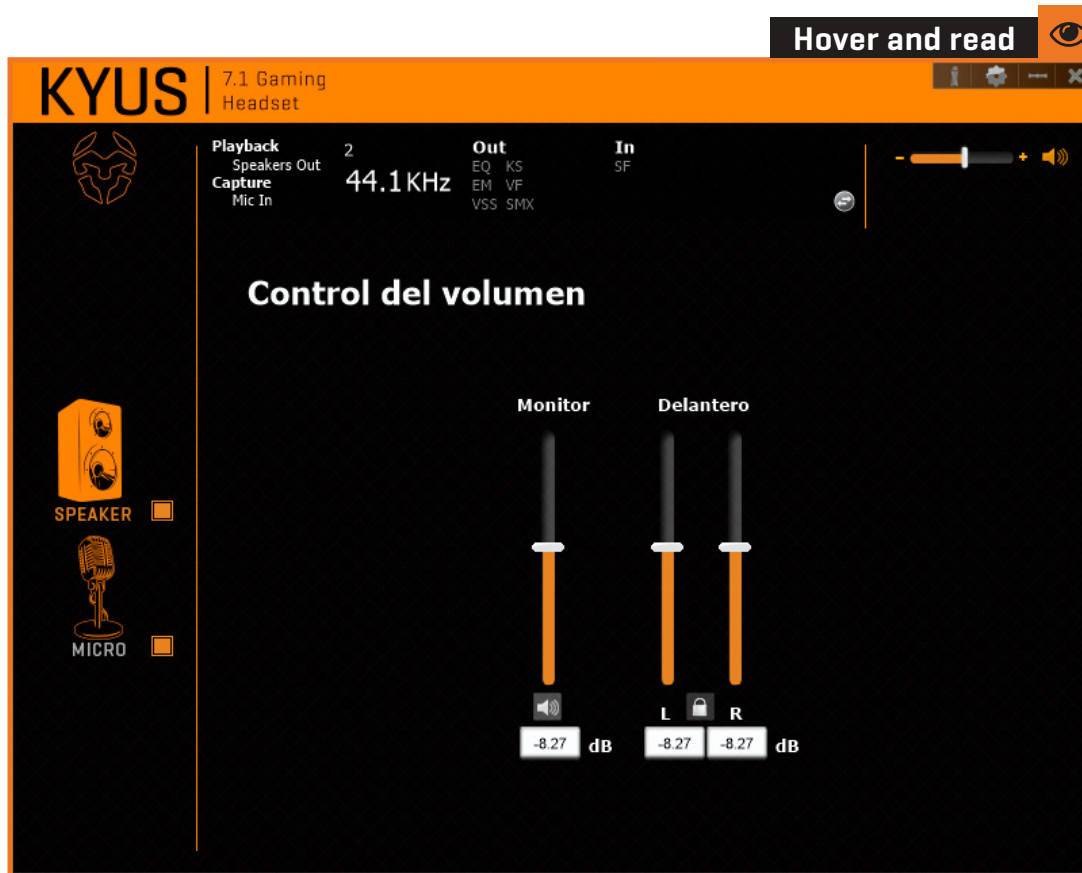 Hover and read
KYUS
7.1 Gaming
Headset
Playback
Speakers Out
Capture
Mic In
2
44.1KHz
Out
EQ KS
EM VF
VSS SMX
In
SF
- +
Control del volumen
Monitor
Delantero
SPEAKER
MICRO
L R
-8.27 dB
-8.27 -8.27 dB